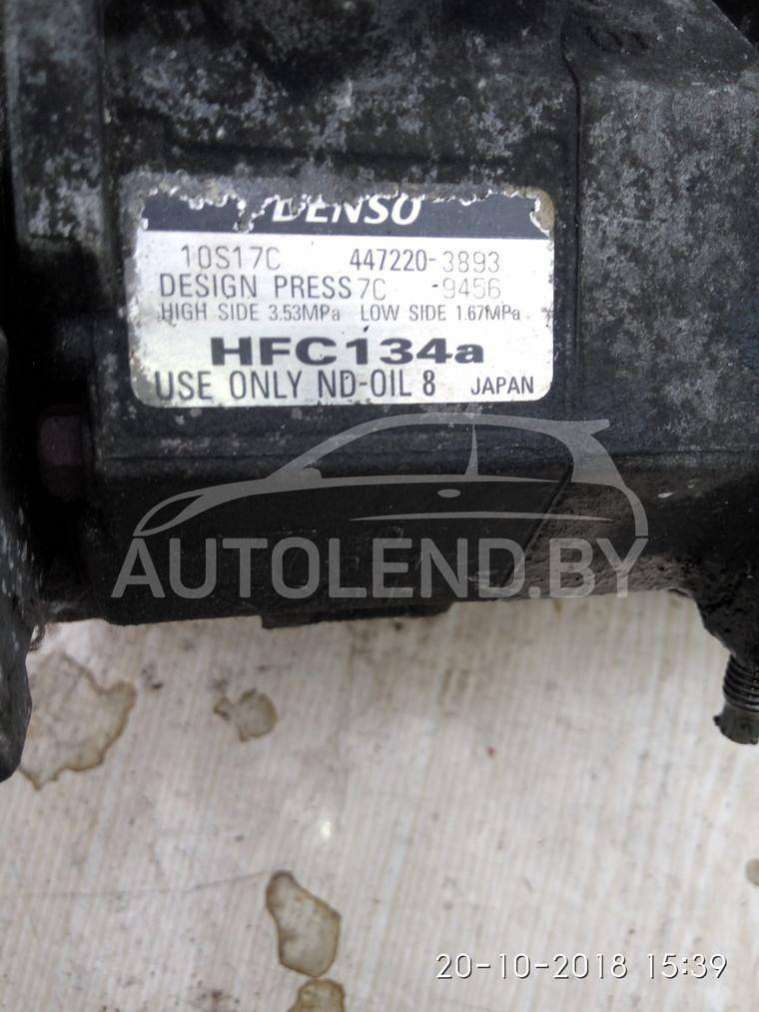 DENSO
10S17C 447220-3893
DESIGN PRESS 7C -9456
HIGH SIDE 3.53MPa LOW SIDE 1.67MPa
HFC134a
USE ONLY ND-OIL 8 JAPAN
AUTOLEND.BY
20-10-2018 15:39